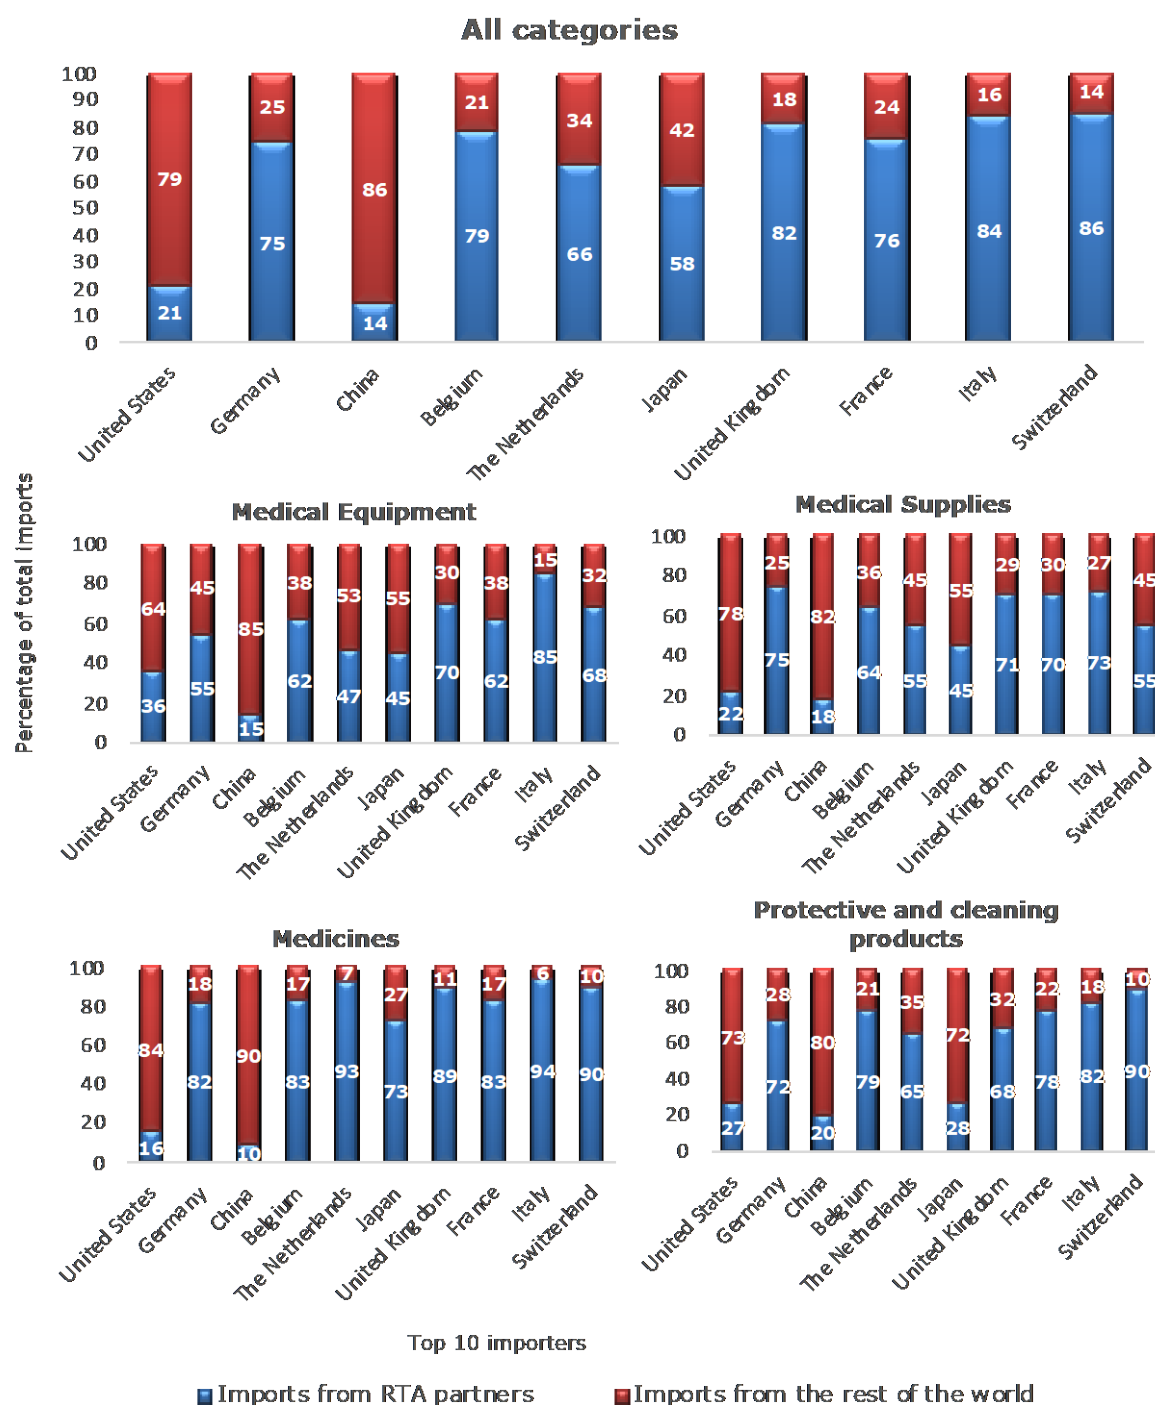 All categories
100
90
80
70
60
50
40
30
20
10
0
79 25 86 21 34 42 18 24 16 14
21 75 14 79 66 58 82 76 84 86
United States
Germany
China
Belgium
The Netherlands
Japan
United Kingdom
France
Italy
Switzerland
Percentage of total imports
Medical Equipment
100
80
60
40
20
0
64 45 85 38 53 55 30 38 15 32
36 55 15 62 47 45 70 62 85 68
United States
Germany
China
Belgium
The Netherlands
Japan
United Kingdom
France
Italy
Switzerland
Medical Supplies
100
80
60
40
20
0
78 25 82 36 45 55 29 30 27 45
22 75 18 64 55 45 71 70 73 55
United States
Germany
China
Belgium
The Netherlands
Japan
United Kingdom
France
Italy
Switzerland
Medicines
100
80
60
40
20
0
84 18 90 17 7 27 11 17 6 10
16 82 10 83 93 73 89 83 94 90
United States
Germany
China
Belgium
The Netherlands
Japan
United Kingdom
France
Italy
Switzerland
Protective and cleaning
products
100
80
60
40
20
0
73 28 80 21 35 72 32 22 18 10
27 72 20 79 65 28 68 78 82 90
United States
Germany
China
Belgium
The Netherlands
Japan
United Kingdom
France
Italy
Switzerland
Top 10 importers
Imports from RTA partners
Imports from the rest of the world